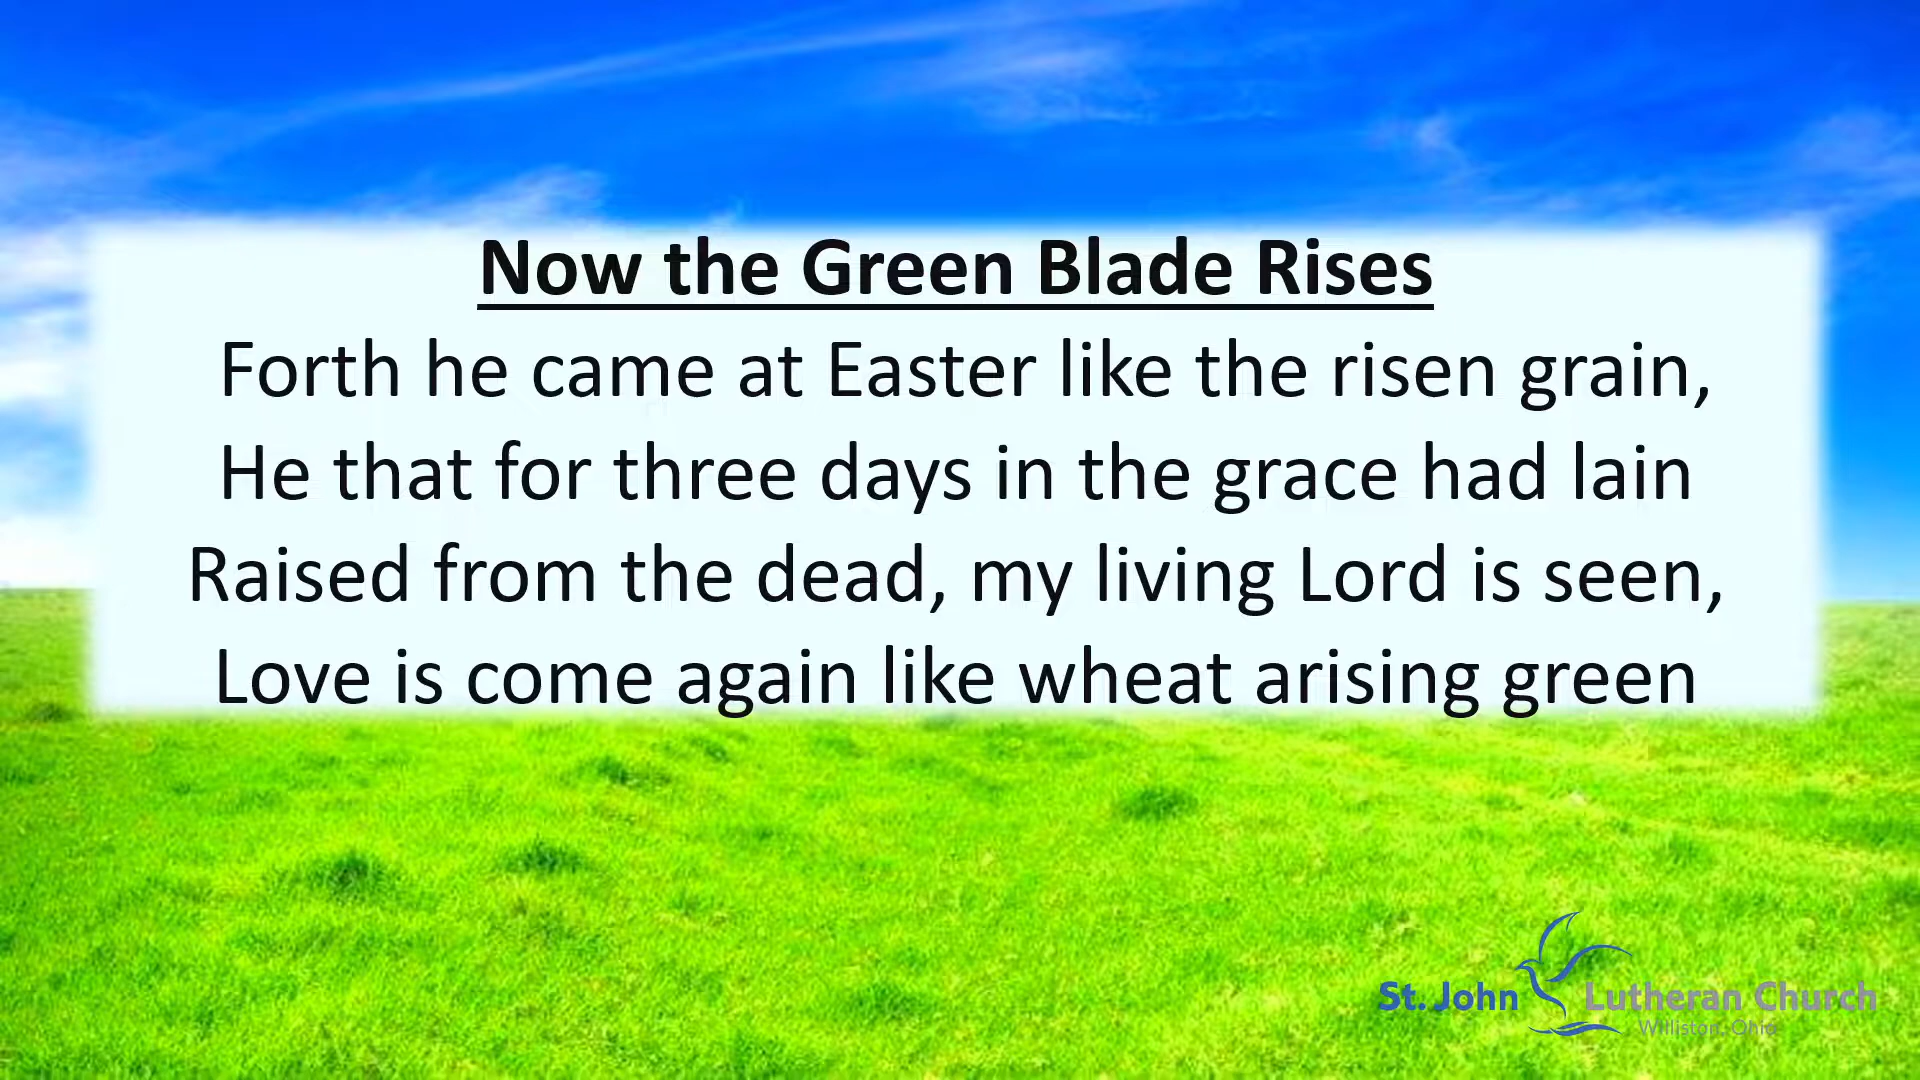 Now the Green Blade Rises
Forth he came at Easter like the risen grain,
He that for three days in the grace had lain
Raised from the dead, my living Lord is seen,
Love is come again like wheat arising green
St. John Lutheran Church
Williston, Ohio